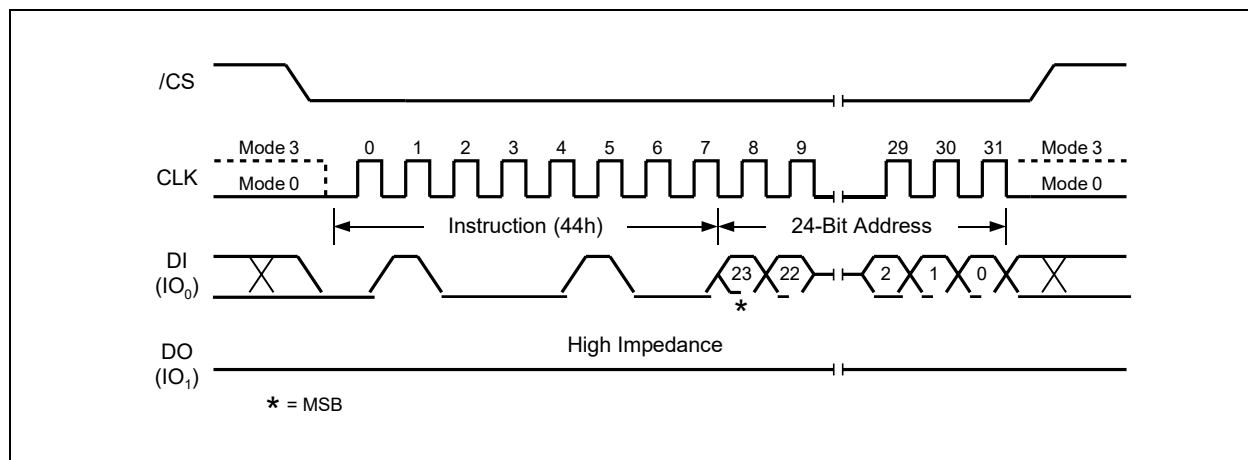 /CS
Mode 3 0 1 2 3 4 5 6 7 8 9 29 30 31 Mode 3
CLK Mode 0 Mode 0
Instruction (44h) 24-Bit Address
DI
(IO₀)
23 22 2 1 0
*
DO
(IO₁)
High Impedance
* = MSB